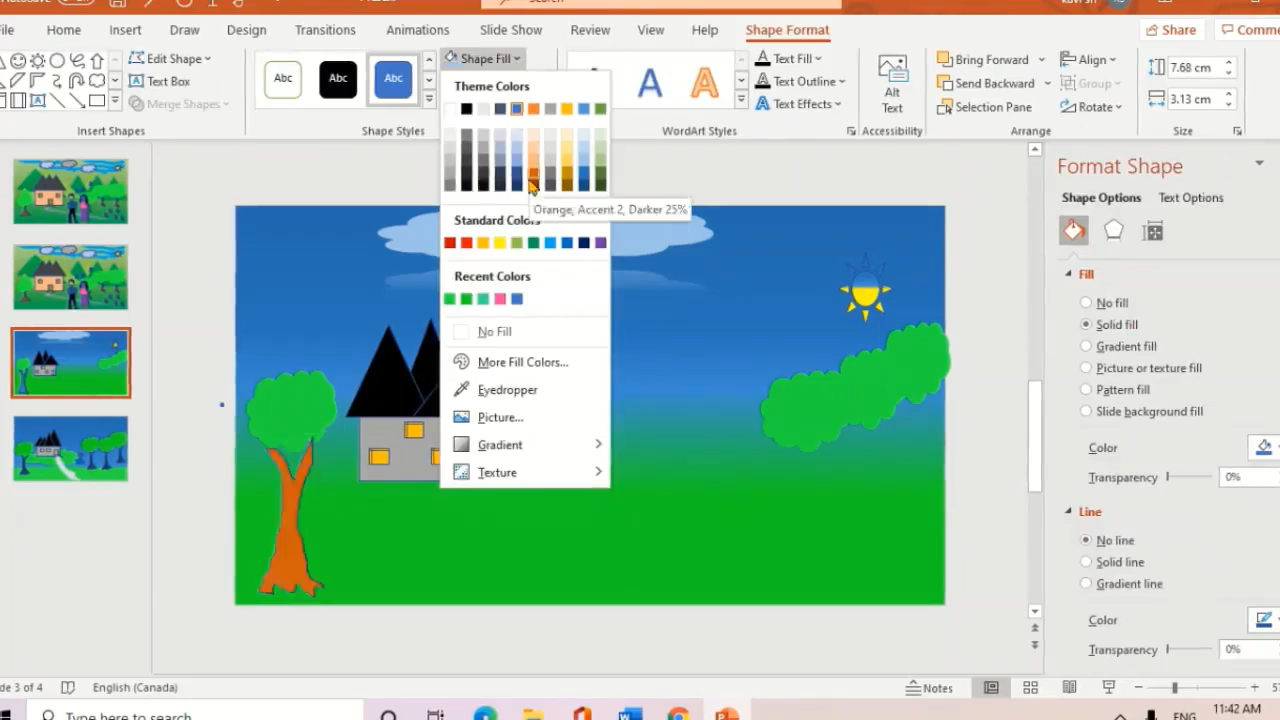 Search
File Home Insert Draw Design Transitions Animations Slide Show Review View Help Shape Format Share
Edit Shape
Text Box
Merge Shapes
Insert Shapes
Abc Abc Abc
Shape Styles
Shape Fill
Theme Colors
Orange, Accent 2, Darker 25%
Standard Colors
Recent Colors
No Fill
More Fill Colors...
Eyedropper
Picture...
Gradient
Texture
A A
WordArt Styles
Text Fill
Text Outline
Text Effects
Alt
Text
Accessibility
Bring Forward
Send Backward
Selection Pane
Align
Group
Rotate
Arrange
7.68 cm
3.13 cm
Size
Format Shape
Shape Options Text Options
Fill
No fill
Solid fill
Gradient fill
Picture or texture fill
Pattern fill
Slide background fill
Color
Transparency 0%
Line
No line
Solid line
Gradient line
Color
Transparency 0%
de 3 of 4 English (Canada) Notes
Type here to search
ENG 11:42 AM